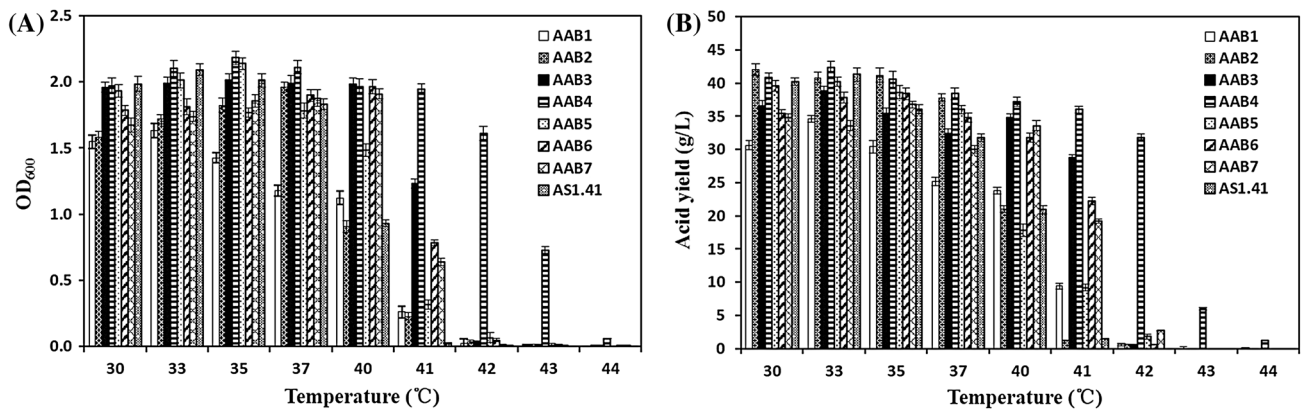 (A)
OD600
2.5
2.0
1.5
1.0
0.5
0.0
30 33 35 37 40 41 42 43 44
Temperature (℃)
AAB1
AAB2
AAB3
AAB4
AAB5
AAB6
AAB7
AS1.41
(B)
Acid yield (g/L)
50
45
40
35
30
25
20
15
10
5
0
30 33 35 37 40 41 42 43 44
Temperature (℃)
AAB1
AAB2
AAB3
AAB4
AAB5
AAB6
AAB7
AS1.41